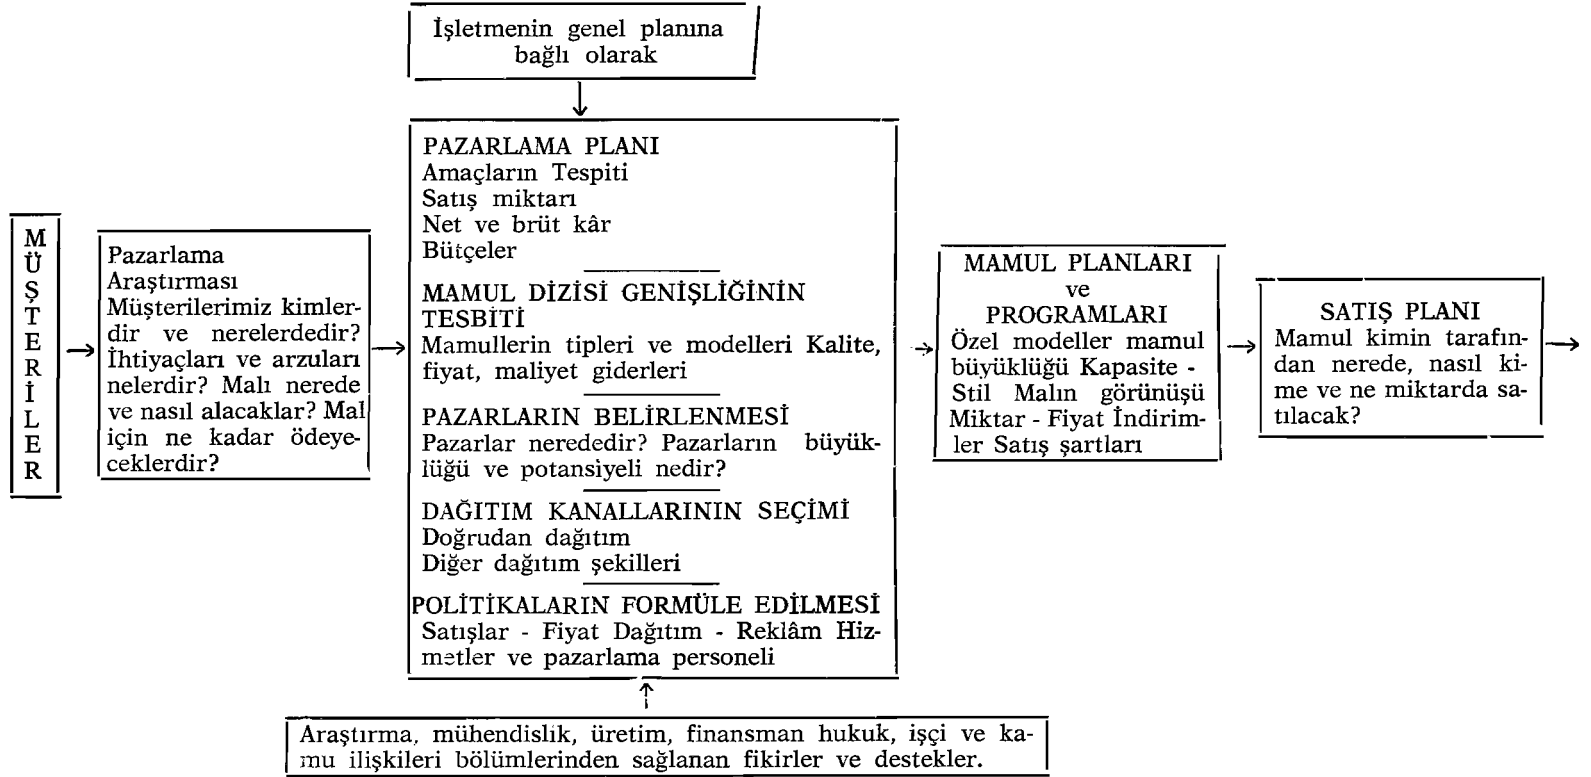 İşletmenin genel planına
bağlı olarak
M
Ü
Ş
T
E
R
İ
L
E
R
Pazarlama
Araştırması
Müşterilerimiz kimler-
dir ve nerelerdedir?
İhtiyaçları ve arzuları
nelerdir? Malı nerede
ve nasıl alacaklar? Mal
için ne kadar ödeye-
ceklerdir?
PAZARLAMA PLANI
Amaçların Tespiti
Satış miktarı
Net ve brüt kâr
Bütçeler
MAMUL DİZİSİ GENİŞLİĞİNİN
TESBİTİ
Mamullerin tipleri ve modelleri Kalite,
fiyat, maliyet giderleri
PAZARLARIN BELİRLENMESİ
Pazarlar nerededir? Pazarların büyük-
lüğü ve potansiyeli nedir?
DAĞITIM KANALLARININ SEÇİMİ
Doğrudan dağıtım
Diğer dağıtım şekilleri
POLİTİKALARIN FORMÜLE EDİLMESİ
Satışlar - Fiyat Dağıtım - Reklâm Hiz-
metler ve pazarlama personeli
MAMUL PLANLARI
ve
PROGRAMLARI
Özel modeller mamul
büyüklüğü Kapasite -
Stil Malın görünüşü
Miktar - Fiyat İndirim-
ler Satış şartları
SATIŞ PLANI
Mamul kimin tarafın-
dan nerede, nasıl ki-
me ve ne miktarda sa-
tılacak?
Araştırma, mühendislik, üretim, finansman hukuk, işçi ve ka-
mu ilişkileri bölümlerinden sağlanan fikirler ve destekler.